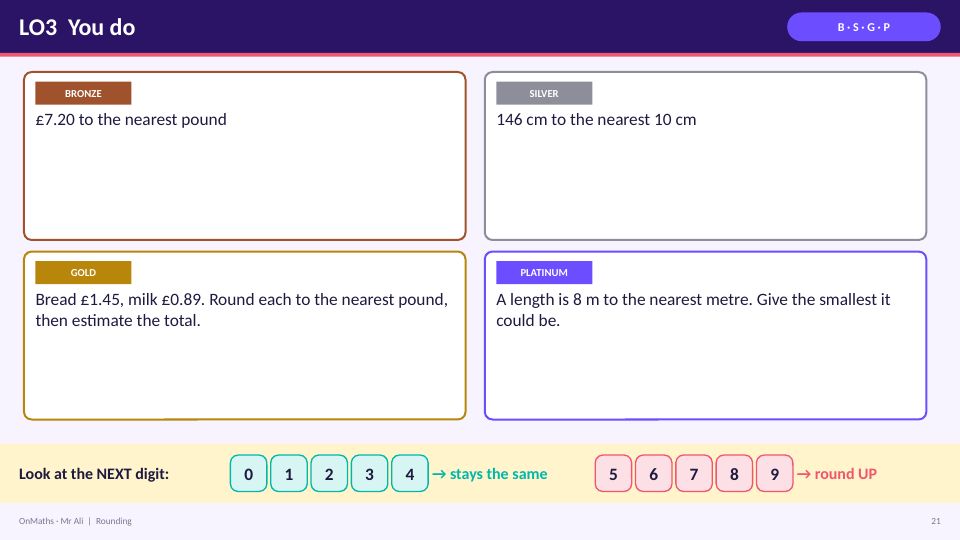 LO3 You do
B · S · G · P
BRONZE
£7.20 to the nearest pound
SILVER
146 cm to the nearest 10 cm
GOLD
Bread £1.45, milk £0.89. Round each to the nearest pound,
then estimate the total.
PLATINUM
A length is 8 m to the nearest metre. Give the smallest it
could be.
Look at the NEXT digit: 0 1 2 3 4 → stays the same 5 6 7 8 9 → round UP
OnMaths · Mr Ali | Rounding
21